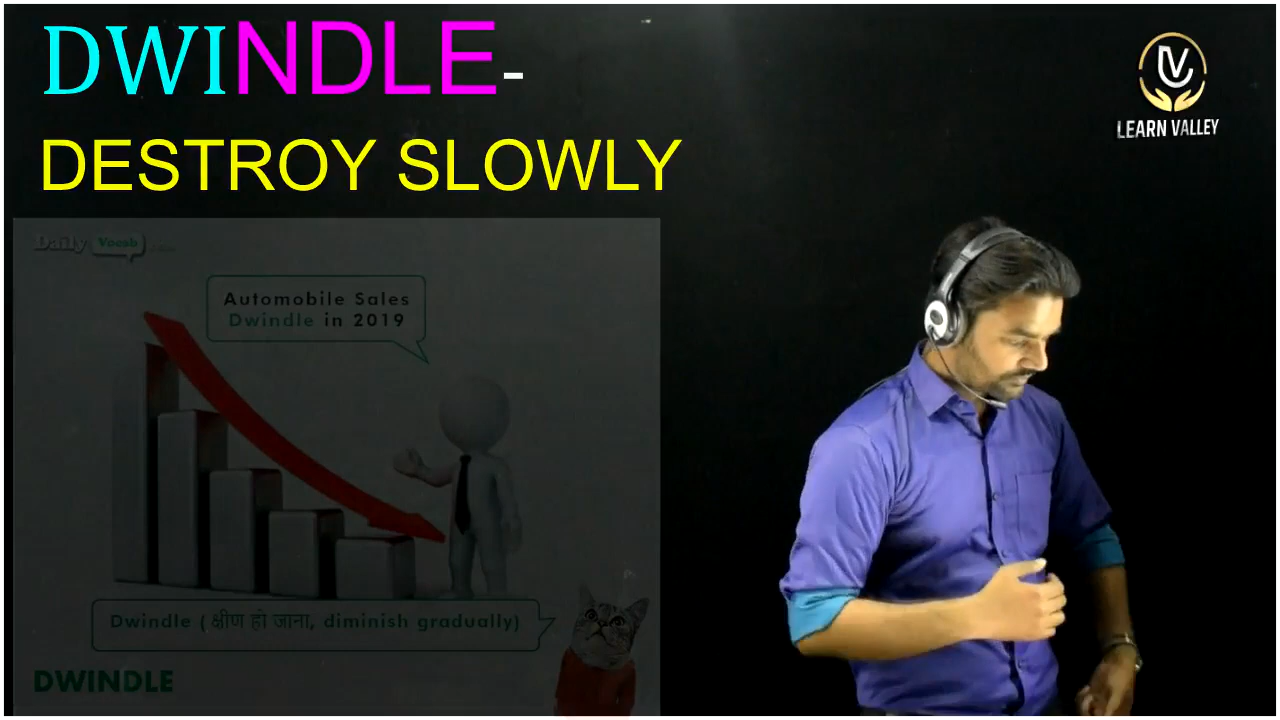 DWINDLE-
DESTROY SLOWLY
LEARN VALLEY
Daily Vocab
Automobile Sales
Dwindle in 2019
Dwindle (क्षीण हो जाना, diminish gradually)
DWINDLE